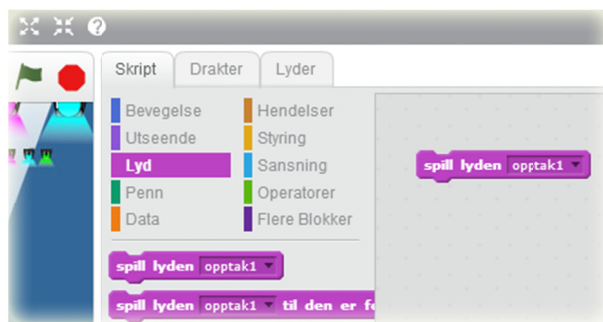 Skript Drakter Lyder
Bevegelse Hendelser
Utseende Styring
Lyd Sansning
Penn Operatorer
Data Flere Blokker
spill lyden opptak1
spill lyden opptak1
spill lyden opptak1 til den er